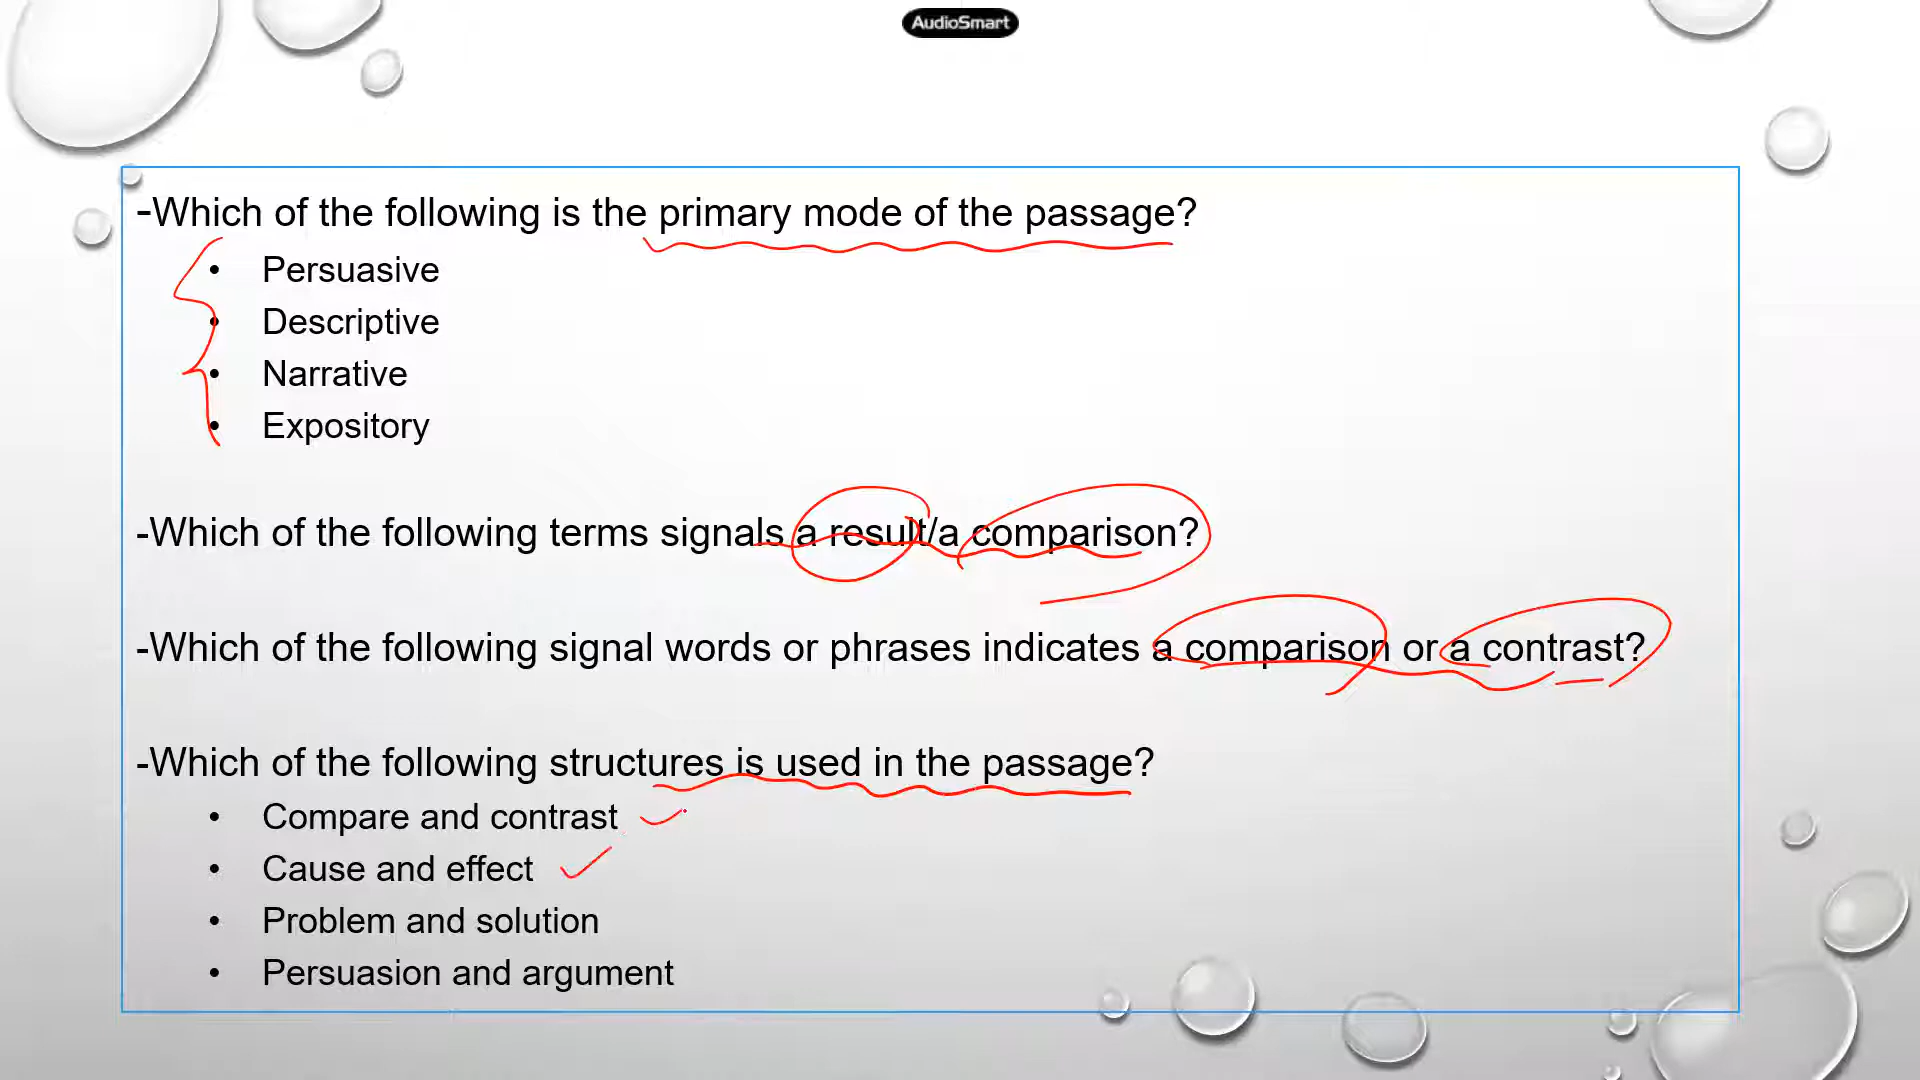 AudioSmart
-Which of the following is the primary mode of the passage?
• Persuasive
• Descriptive
• Narrative
• Expository
-Which of the following terms signals a result/a comparison?
-Which of the following signal words or phrases indicates a comparison or a contrast?
-Which of the following structures is used in the passage?
• Compare and contrast
• Cause and effect
• Problem and solution
• Persuasion and argument